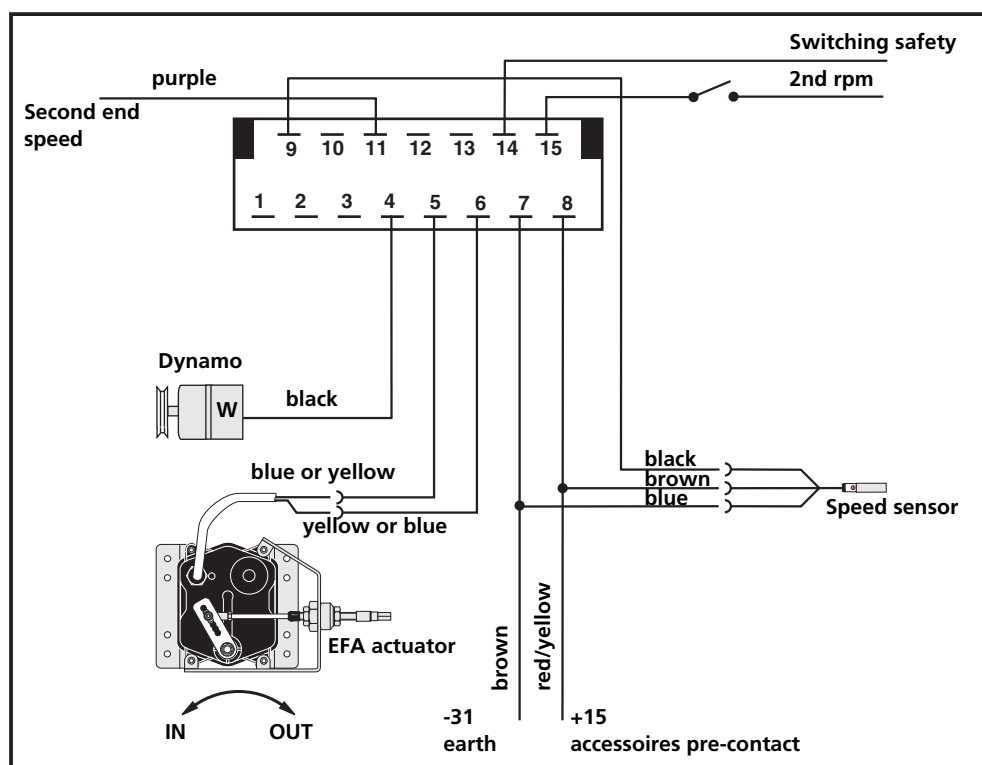 Switching safety
purple
2nd rpm
Second end
speed
9 10 11 12 13 14 15
1 2 3 4 5 6 7 8
Dynamo
W
black
blue or yellow
yellow or blue
black
brown
blue
Speed sensor
EFA actuator
brown
red/yellow
IN OUT
-31
earth
+15
accessoires pre-contact